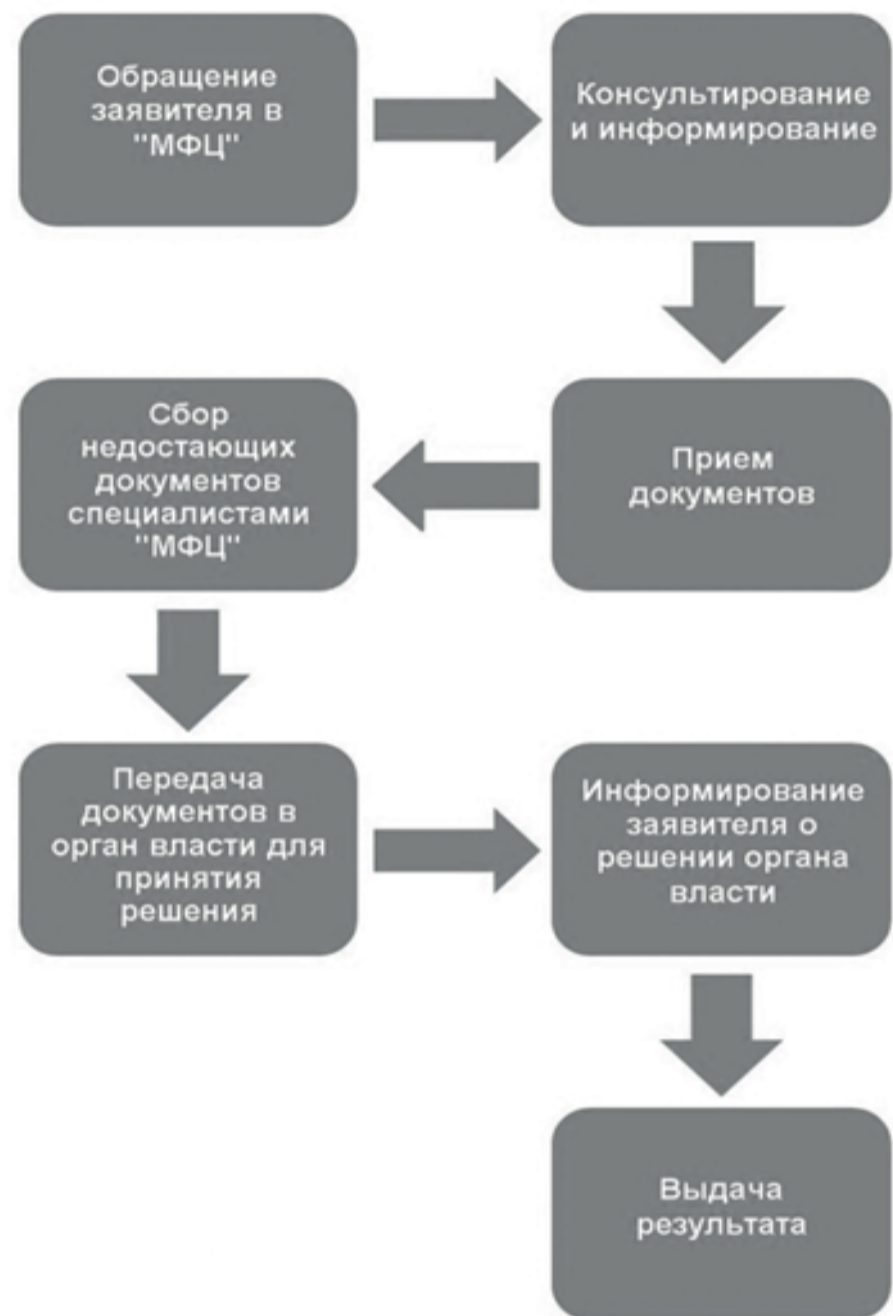 Обращение
заявителя в
"МФЦ"
Консультирование
и информирование
Прием
документов
Сбор
недостающих
документов
специалистами
"МФЦ"
Передача
документов в
орган власти для
принятия
решения
Информирование
заявителя о
решении органа
власти
Выдача
результата